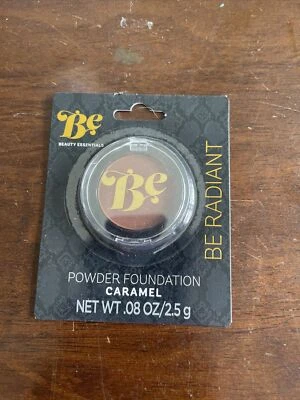 Be
BEAUTY ESSENTIALS
Be
BE RADIANT
POWDER FOUNDATION
CARAMEL
NET WT .08 OZ/2.5 g